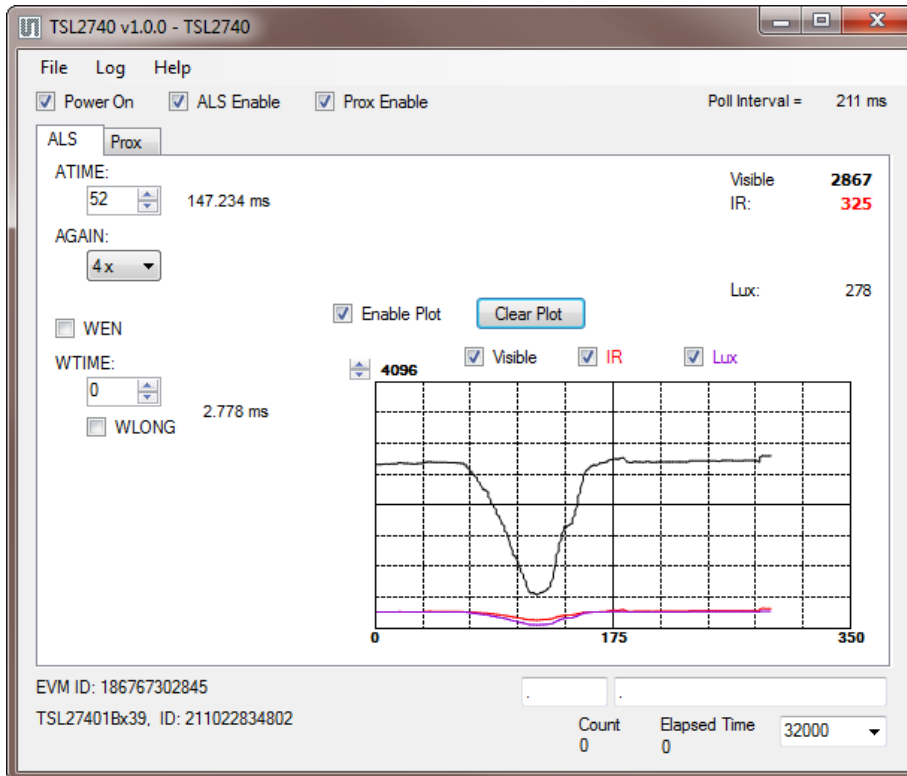 TSL2740 v1.0.0 - TSL2740
File Log Help
Power On ALS Enable Prox Enable Poll Interval = 211 ms
ALS Prox
ATIME:
52 147.234 ms
Visible 2867
IR: 325
AGAIN:
4x
Lux: 278
Enable Plot Clear Plot
WEN
WTIME:
0 2.778 ms
WLONG
Visible IR Lux
4096
0 175 350
EVM ID: 186767302845
. .
TSL27401Bx39, ID: 211022834802
Count Elapsed Time 32000
0 0